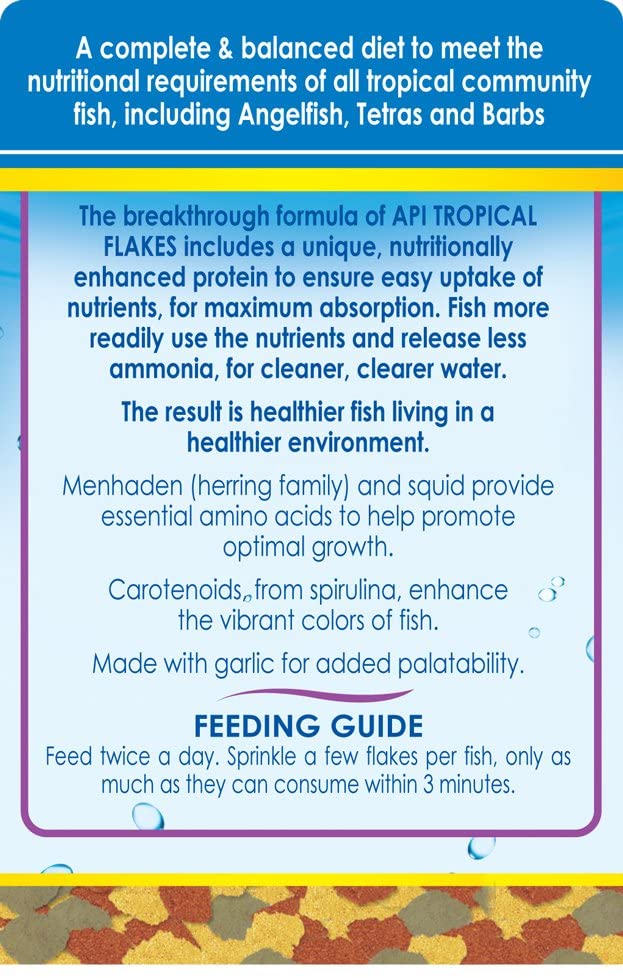 A complete & balanced diet to meet the
nutritional requirements of all tropical community
fish, including Angelfish, Tetras and Barbs
The breakthrough formula of API TROPICAL
FLAKES includes a unique, nutritionally
enhanced protein to ensure easy uptake of
nutrients, for maximum absorption. Fish more
readily use the nutrients and release less
ammonia, for cleaner, clearer water.
The result is healthier fish living in a
healthier environment.
Menhaden (herring family) and squid provide
essential amino acids to help promote
optimal growth.
Carotenoids, from spirulina, enhance
the vibrant colors of fish.
Made with garlic for added palatability.
FEEDING GUIDE
Feed twice a day. Sprinkle a few flakes per fish, only as
much as they can consume within 3 minutes.